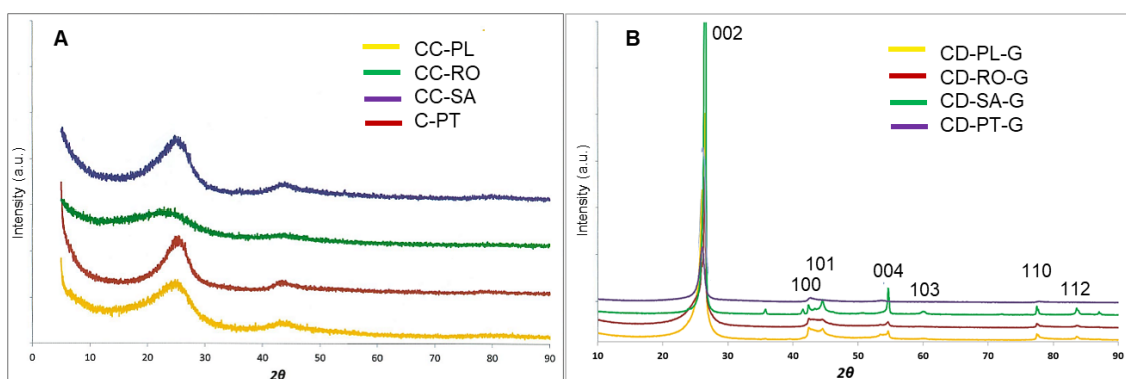 A
CC-PL
CC-RO
CC-SA
C-PT
Intensity (a.u.)
0 10 20 30 40 50 60 70 80 90
2θ
B
002
CD-PL-G
CD-RO-G
CD-SA-G
CD-PT-G
Intensity (a.u.)
100
101
004
103
110
112
10 20 30 40 50 60 70 80 90
2θ